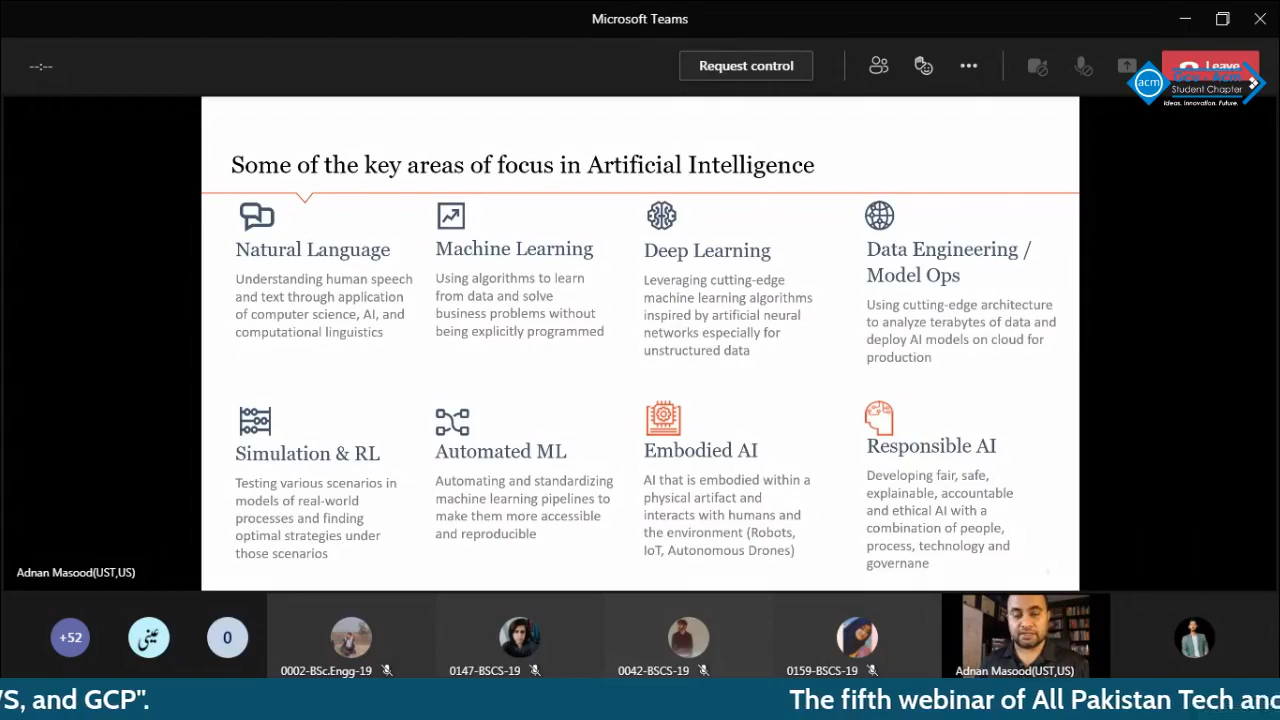 Microsoft Teams
--:--
Request control
Leave
acm
Student Chapter
Ideas. Innovation. Future.
Some of the key areas of focus in Artificial Intelligence
Natural Language
Understanding human speech
and text through application
of computer science, AI, and
computational linguistics
Machine Learning
Using algorithms to learn
from data and solve
business problems without
being explicitly programmed
Deep Learning
Leveraging cutting-edge
machine learning algorithms
inspired by artificial neural
networks especially for
unstructured data
Data Engineering /
Model Ops
Using cutting-edge architecture
to analyze terabytes of data and
deploy AI models on cloud for
production
Simulation & RL
Testing various scenarios in
models of real-world
processes and finding
optimal strategies under
those scenarios
Automated ML
Automating and standardizing
machine learning pipelines to
make them more accessible
and reproducible
Embodied AI
AI that is embodied within a
physical artifact and
interacts with humans and
the environment (Robots,
IoT, Autonomous Drones)
Responsible AI
Developing fair, safe,
explainable, accountable
and ethical AI with a
combination of people,
process, technology and
governane
Adnan Masood(UST,US)
+52
عینی
0
0002-BSc.Engg-19
0147-BSCS-19
0042-BSCS-19
0159-BSCS-19
Adnan Masood(UST,US)
VS, and GCP".
The fifth webinar of All Pakistan Tech and